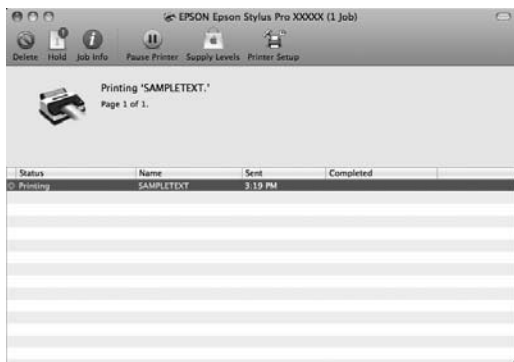 EPSON Epson Stylus Pro XXXXX (1 Job)
Delete Hold Job Info Pause Printer Supply Levels Printer Setup
Printing 'SAMPLETEXT.'
Page 1 of 1.
Status Name Sent Completed
Printing SAMPLETEXT 3:19 PM